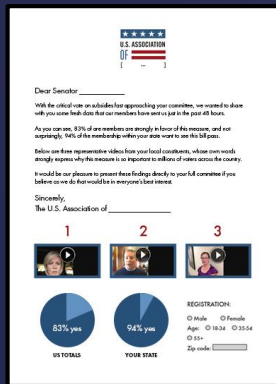 U.S. ASSOCIATION
OF
[ ... ]
Dear Senator
With the critical vote on subsidies fast approaching your committee, we wanted to share
with you some fresh data that our members have sent us just in the past 48 hours.
As you can see, 83% of are members are strongly in favor of this measure, and not
surprisingly, 94% of the membership within your state want to see this bill pass.
Below are three representative videos from your local constituents, whose own words
strongly express why this measure is so important to millions of voters across the country.
It would be our pleasure to present these findings directly to your full committee if you
believe as we do that would be in everyone's best interest.
Sincerely,
The U.S. Association of
1 2 3
83% yes
94% yes
US TOTALS
YOUR STATE
REGISTRATION:
Male Female
Age: 18-34 35-54
55+
Zip code: